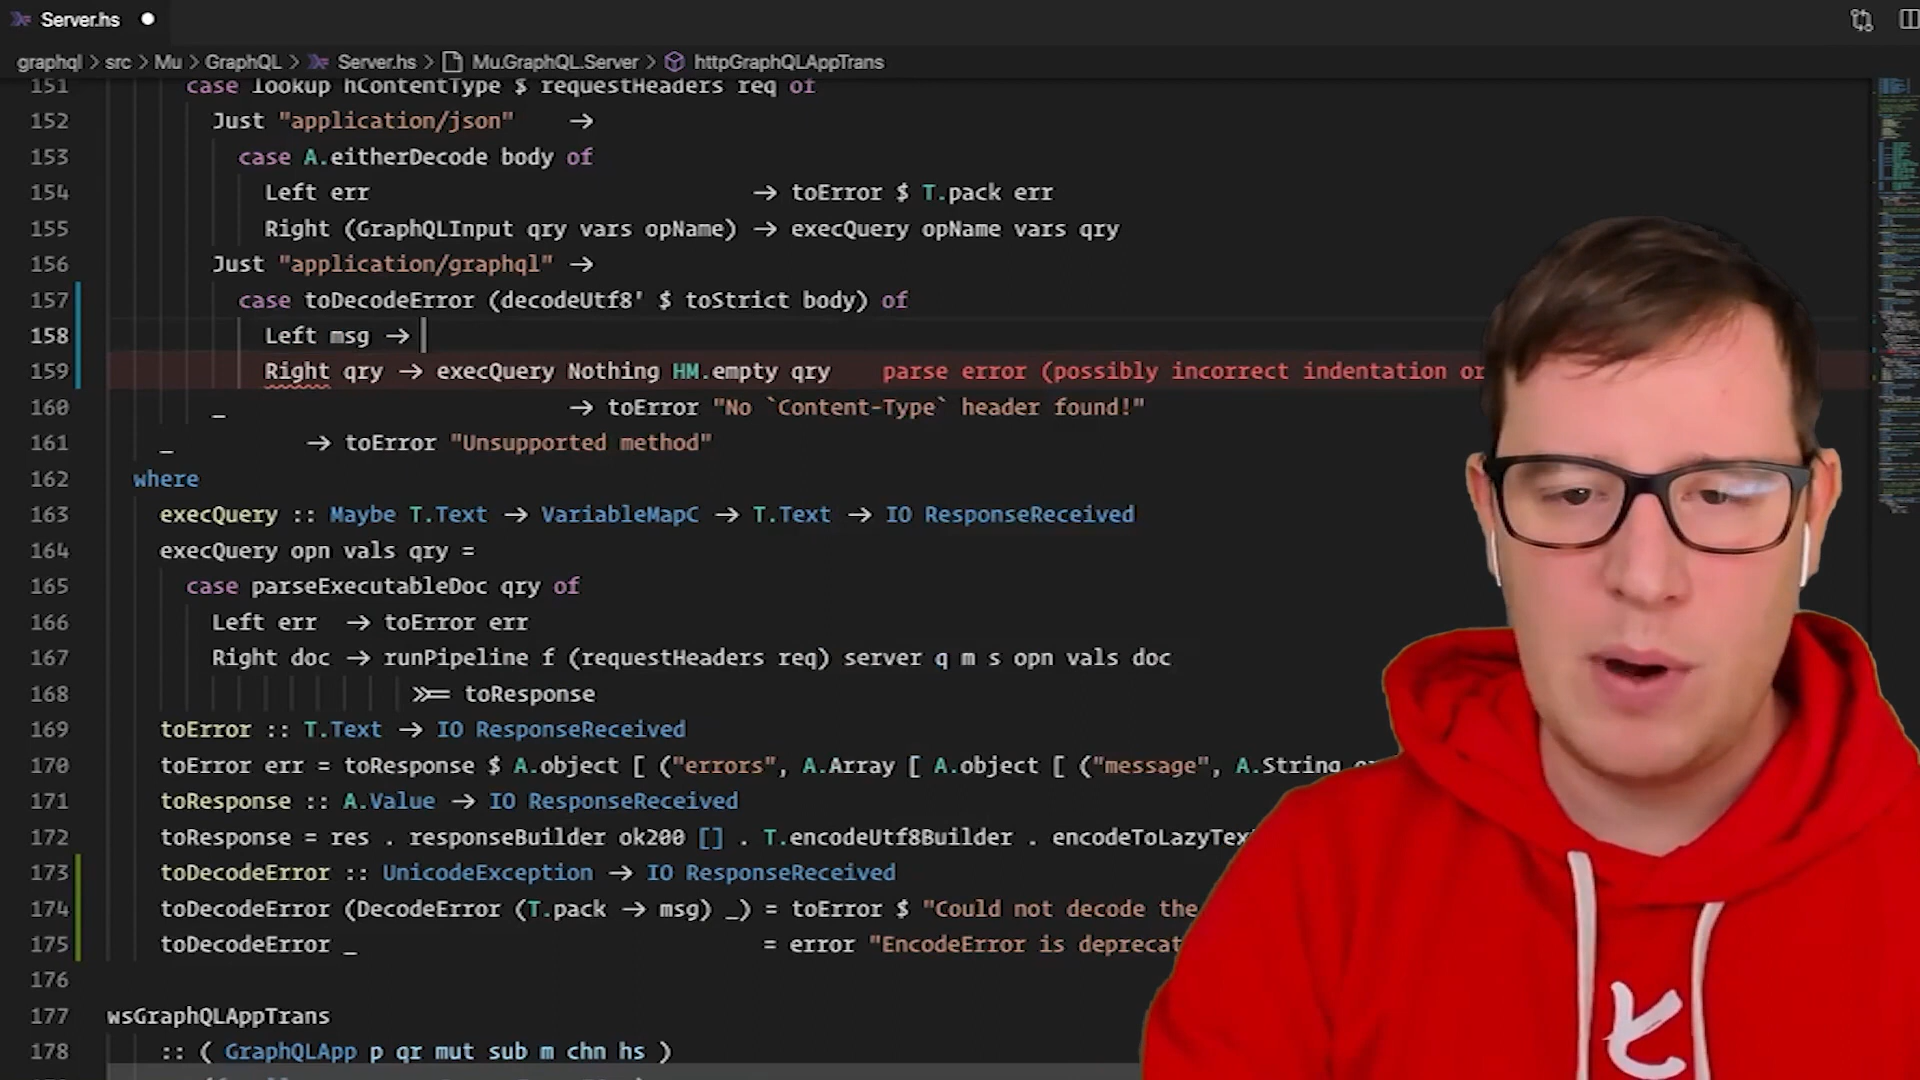 Server.hs
graphql > src > Mu > GraphQL > Server.hs > Mu.GraphQL.Server > httpGraphQLAppTrans
151 case lookup hContentType $ requestHeaders req of
152 Just "application/json" →
153 case A.eitherDecode body of
154 Left err → toError $ T.pack err
155 Right (GraphQLInput qry vars opName) → execQuery opName vars qry
156 Just "application/graphql" →
157 case toDecodeError (decodeUtf8' $ toStrict body) of
158 Left msg →
159 Right qry → execQuery Nothing HM.empty qry parse error (possibly incorrect indentation or
160 _ → toError "No `Content-Type` header found!"
161 _ → toError "Unsupported method"
162 where
163 execQuery :: Maybe T.Text → VariableMapC → T.Text → IO ResponseReceived
164 execQuery opn vals qry =
165 case parseExecutableDoc qry of
166 Left err → toError err
167 Right doc → runPipeline f (requestHeaders req) server q m s opn vals doc
168 >>= toResponse
169 toError :: T.Text → IO ResponseReceived
170 toError err = toResponse $ A.object [ ("errors", A.Array [ A.object [ ("message", A.String
171 toResponse :: A.Value → IO ResponseReceived
172 toResponse = res . responseBuilder ok200 [] . T.encodeUtf8Builder . encodeToLazyText
173 toDecodeError :: UnicodeException → IO ResponseReceived
174 toDecodeError (DecodeError (T.pack → msg) _) = toError $ "Could not decode the
175 toDecodeError _ = error "EncodeError is deprecat
176
177 wsGraphQLAppTrans
178 :: ( GraphQLApp p qr mut sub m chn hs )